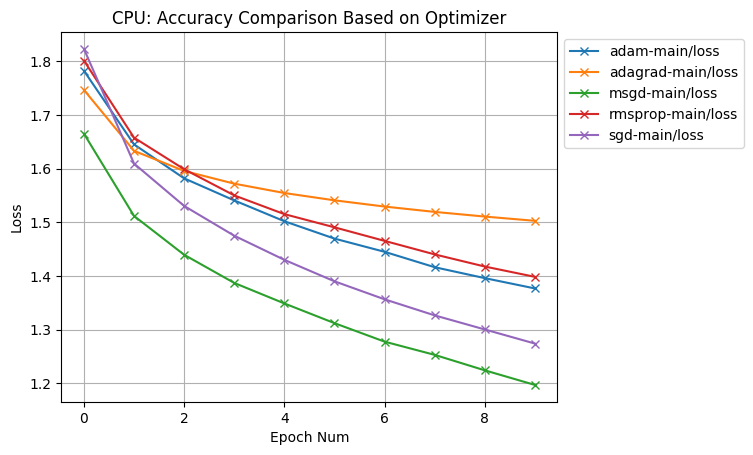 CPU: Accuracy Comparison Based on Optimizer
adam-main/loss
adagrad-main/loss
msgd-main/loss
rmsprop-main/loss
sgd-main/loss
Loss
1.8
1.7
1.6
1.5
1.4
1.3
1.2
0 2 4 6 8
Epoch Num